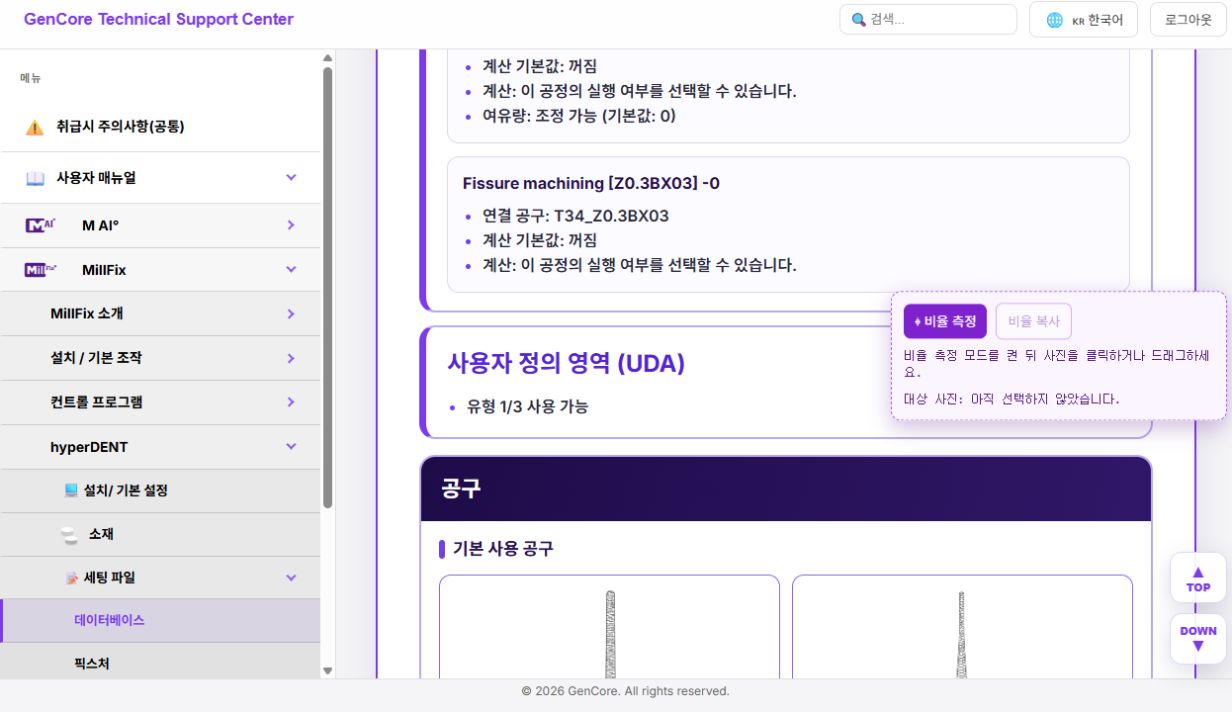 GenCore Technical Support Center
검색...
KR 한국어
로그아웃
메뉴
취급시 주의사항(공통)
사용자 매뉴얼
M AI°
MillFix
MillFix 소개
설치 / 기본 조작
컨트롤 프로그램
hyperDENT
설치/ 기본 설정
소재
세팅 파일
데이터베이스
픽스처
계산 기본값: 꺼짐
계산: 이 공정의 실행 여부를 선택할 수 있습니다.
여유량: 조정 가능 (기본값: 0)
Fissure machining [Z0.3BX03] -0
연결 공구: T34_Z0.3BX03
계산 기본값: 꺼짐
계산: 이 공정의 실행 여부를 선택할 수 있습니다.
사용자 정의 영역 (UDA)
유형 1/3 사용 가능
공구
기본 사용 공구
비율 측정
비율 복사
비율 측정 모드를 켠 뒤 사진을 클릭하거나 드래그하세
요.
대상 사진: 아직 선택하지 않았습니다.
▲
TOP
DOWN
▼
© 2026 GenCore. All rights reserved.